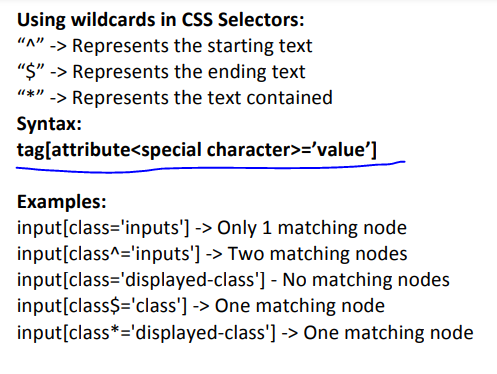 Using wildcards in CSS Selectors:
“^” -> Represents the starting text
“$” -> Represents the ending text
“*” -> Represents the text contained
Syntax:
tag[attribute<special character>=’value’]
Examples:
input[class='inputs'] -> Only 1 matching node
input[class^='inputs'] -> Two matching nodes
input[class='displayed-class'] - No matching nodes
input[class$='class'] -> One matching node
input[class*='displayed-class'] -> One matching node